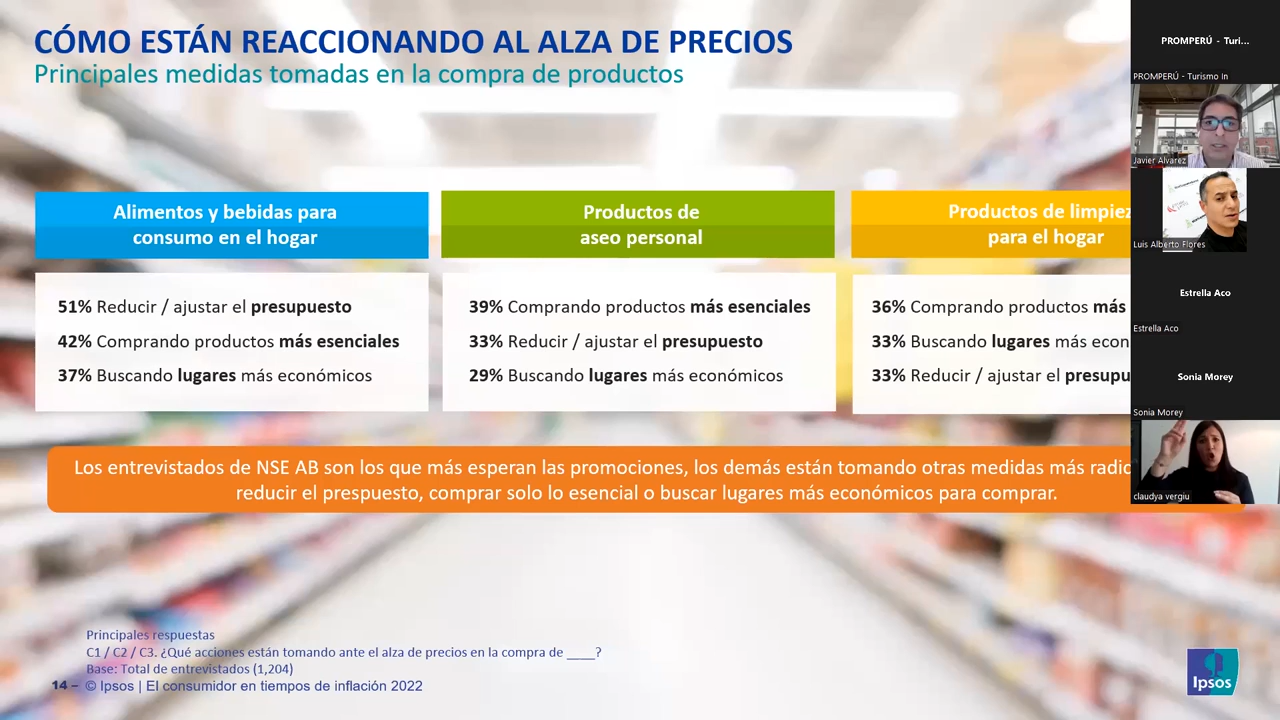 CÓMO ESTÁN REACCIONANDO AL ALZA DE PRECIOS
Principales medidas tomadas en la compra de productos
Alimentos y bebidas para
consumo en el hogar
51% Reducir / ajustar el presupuesto
42% Comprando productos más esenciales
37% Buscando lugares más económicos
Productos de
aseo personal
39% Comprando productos más esenciales
33% Reducir / ajustar el presupuesto
29% Buscando lugares más económicos
Productos de limpiez
para el hogar
36% Comprando productos más
33% Buscando lugares más econ
33% Reducir / ajustar el presupu
Los entrevistados de NSE AB son los que más esperan las promociones, los demás están tomando otras medidas más radic
reducir el prespuesto, comprar solo lo esencial o buscar lugares más económicos para comprar.
Principales respuestas
C1 / C2 / C3. ¿Qué acciones están tomando ante el alza de precios en la compra de ____?
Base: Total de entrevistados (1,204)
14 – © Ipsos | El consumidor en tiempos de inflación 2022
Ipsos
PROMPERÚ - Turi...
PROMPERÚ - Turismo In
Javier Alvarez
Luis Alberto Flores
Estrella Aco
Estrella Aco
Sonia Morey
Sonia Morey
claudya vergiu